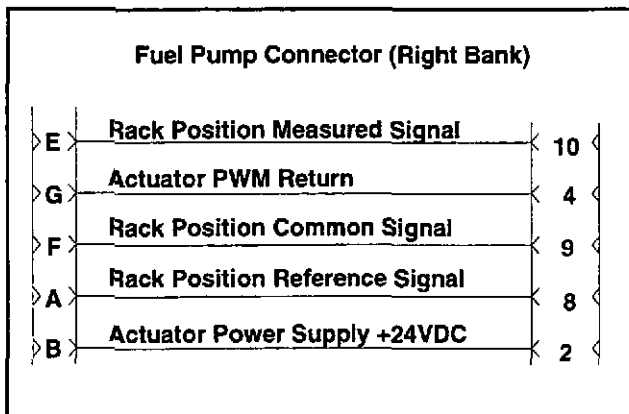 Fuel Pump Connector (Right Bank)
E Rack Position Measured Signal 10
G Actuator PWM Return 4
F Rack Position Common Signal 9
A Rack Position Reference Signal 8
B Actuator Power Supply +24VDC 2